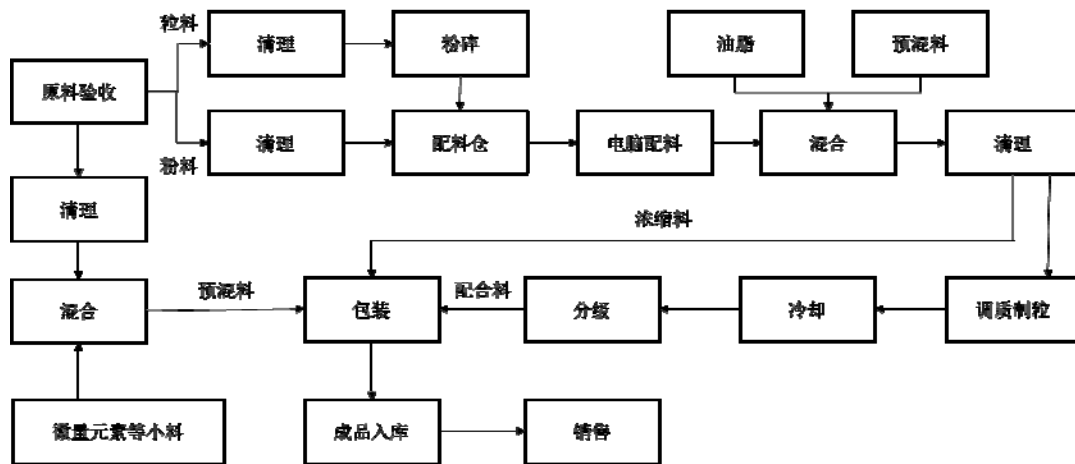 粒料
清理
粉碎
油脂
预混料
原料验收
粉料
清理
配料仓
电脑配料
混合
清理
清理
浓缩料
混合
预混料
包装
配合料
分级
冷却
调质制粒
微量元素等小料
成品入库
销售